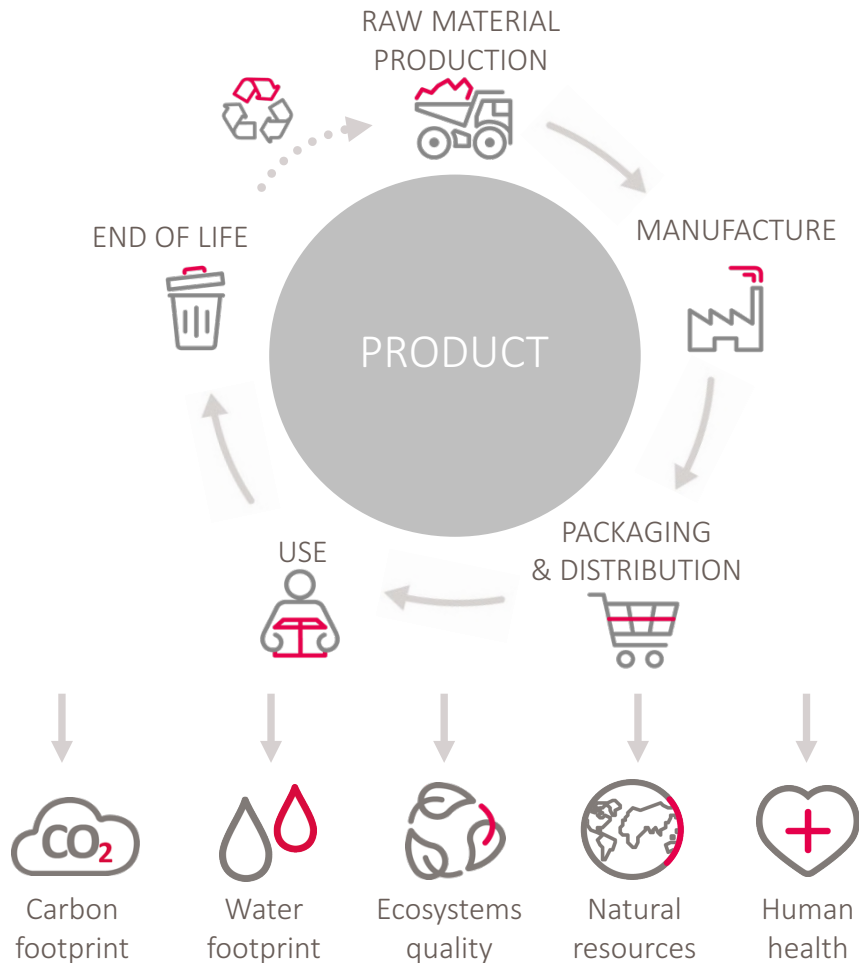 RAW MATERIAL
PRODUCTION
END OF LIFE
MANUFACTURE
PRODUCT
USE
PACKAGING
& DISTRIBUTION
CO2
Carbon
footprint
Water
footprint
Ecosystems
quality
Natural
resources
Human
health